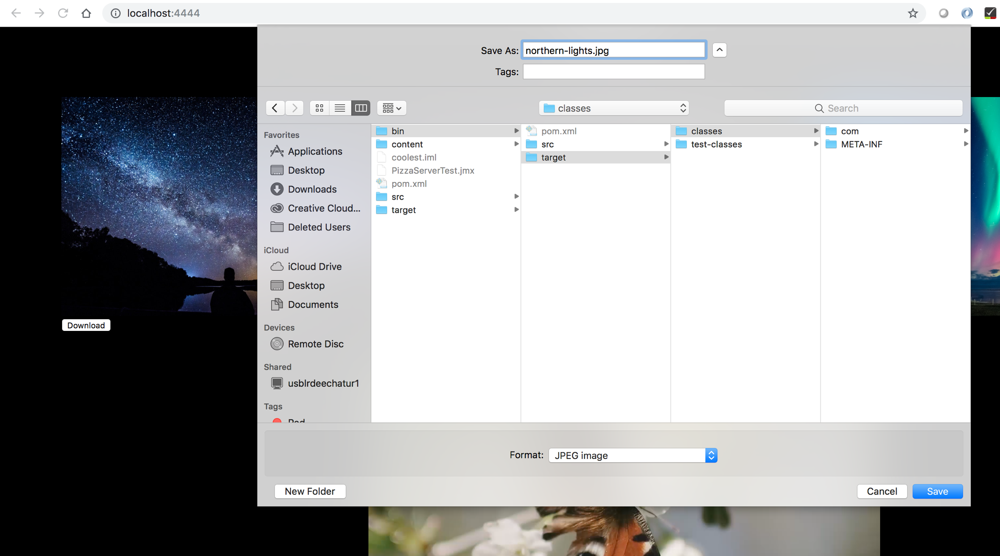 localhost:4444
Save As: northern-lights.jpg
Tags:
classes
Search
Favorites
Applications
Desktop
Downloads
Creative Cloud...
Deleted Users
iCloud
iCloud Drive
Desktop
Documents
Devices
Remote Disc
Shared
usblrdeechatur1
Tags
Red
bin
content
coolest.iml
PizzaServerTest.jmx
pom.xml
src
target
pom.xml
src
target
classes
test-classes
com
META-INF
Download
Format: JPEG image
New Folder
Cancel
Save